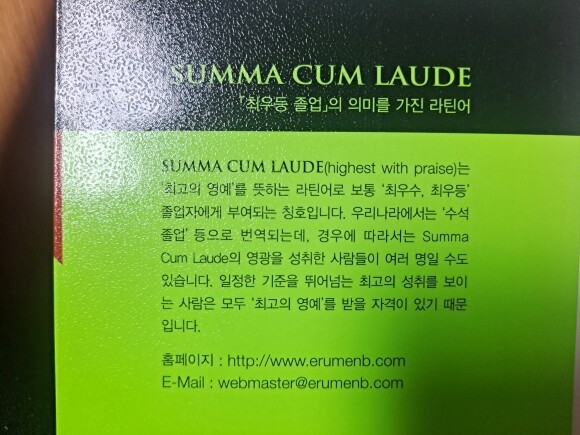 SUMMA CUM LAUDE
「최우등 졸업」의 의미를 가진 라틴어
SUMMA CUM LAUDE(highest with praise)는
'최고의 영예'를 뜻하는 라틴어로 보통 '최우수, 최우등'
졸업자에게 부여되는 칭호입니다. 우리나라에서는 '수석
졸업' 등으로 번역되는데, 경우에 따라서는 Summa
Cum Laude의 영광을 성취한 사람들이 여러 명일 수도
있습니다. 일정한 기준을 뛰어넘는 최고의 성취를 보이
는 사람은 모두 '최고의 영예'를 받을 자격이 있기 때문
입니다.
홈페이지 : http://www.erumenb.com
E-Mail : webmaster@erumenb.com